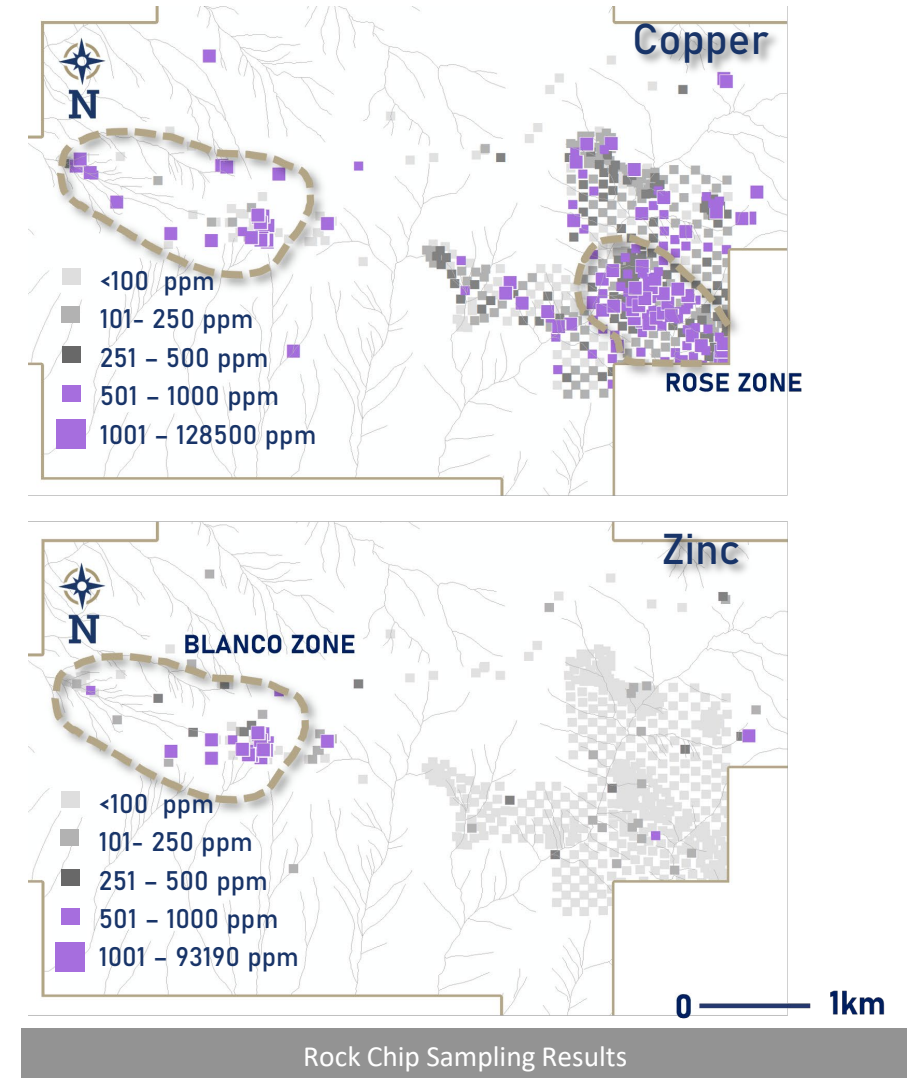 Copper
N
<100 ppm
101- 250 ppm
251 – 500 ppm
501 – 1000 ppm
1001 – 128500 ppm
ROSE ZONE
Zinc
N
BLANCO ZONE
<100 ppm
101- 250 ppm
251 – 500 ppm
501 – 1000 ppm
1001 – 93190 ppm
0 1km
Rock Chip Sampling Results